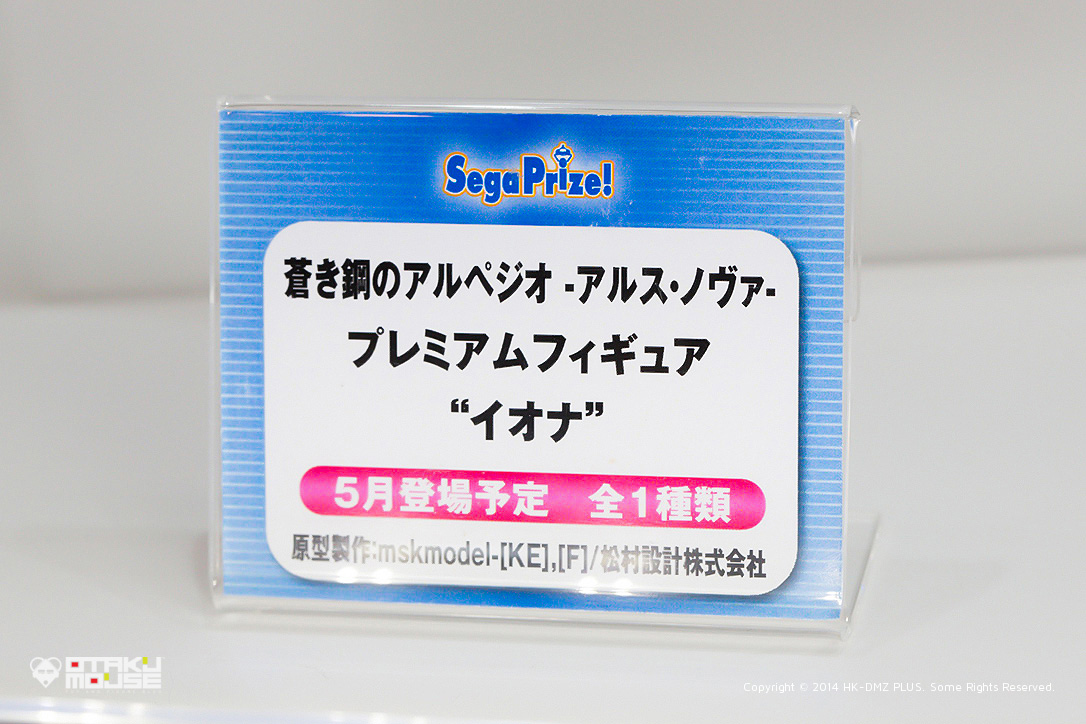 SegaPrize!
蒼き鋼のアルペジオ -アルス・ノヴァ-
プレミアムフィギュア
“イオナ”
5月登場予定　全1種類
原型製作:mskmodel-[KE],[F]/松村設計株式会社
OTAKU
MOUSE
Copyright © 2014 HK-DMZ PLUS. Some Rights Reserved.